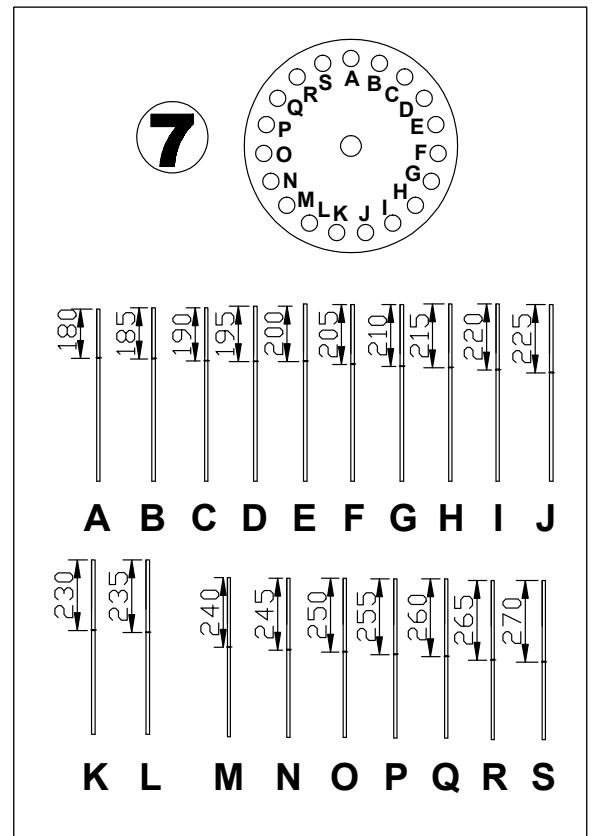 7
A B C D E F G H I J K L M N O P Q R S
180 185 190 195 200 205 210 215 220 225
A B C D E F G H I J
230 235 240 245 250 255 260 265 270
K L M N O P Q R S